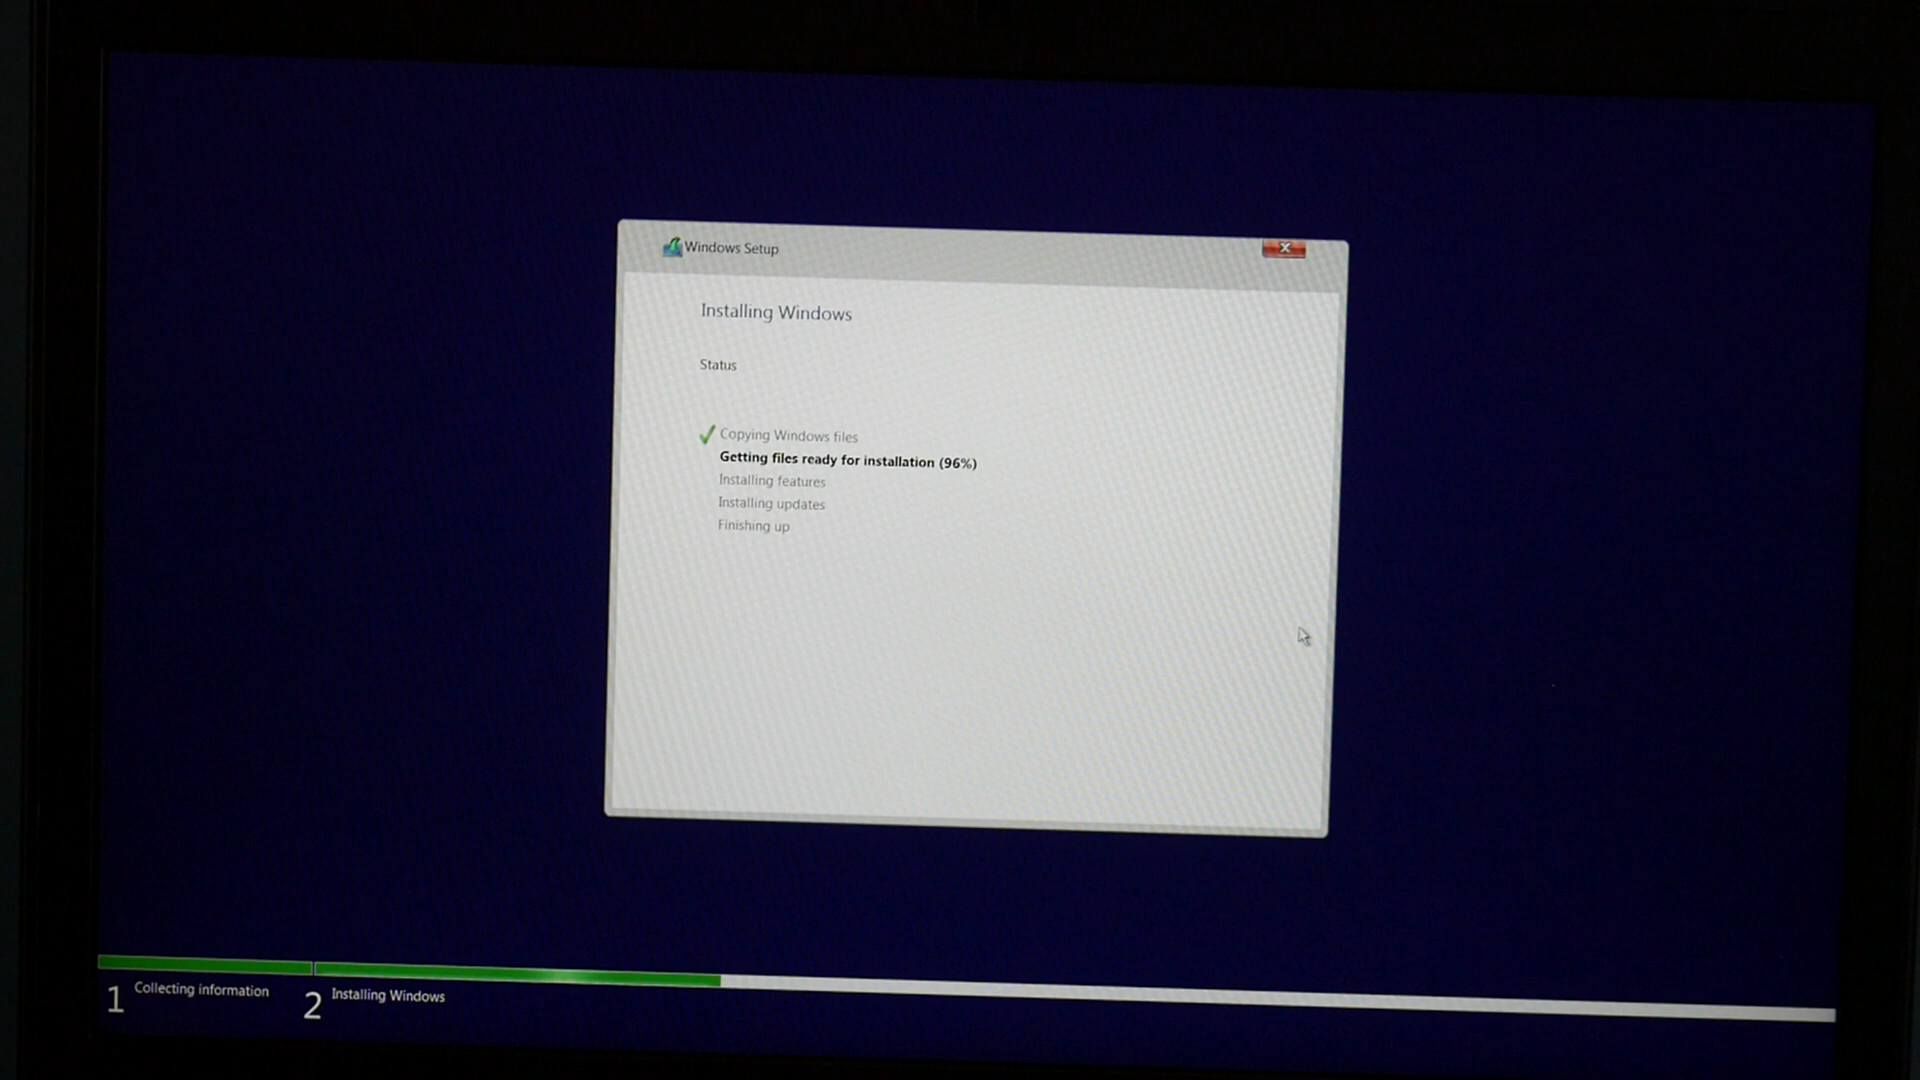 Windows Setup
Installing Windows
Status
Copying Windows files
Getting files ready for installation (96%)
Installing features
Installing updates
Finishing up
1 Collecting information
2 Installing Windows